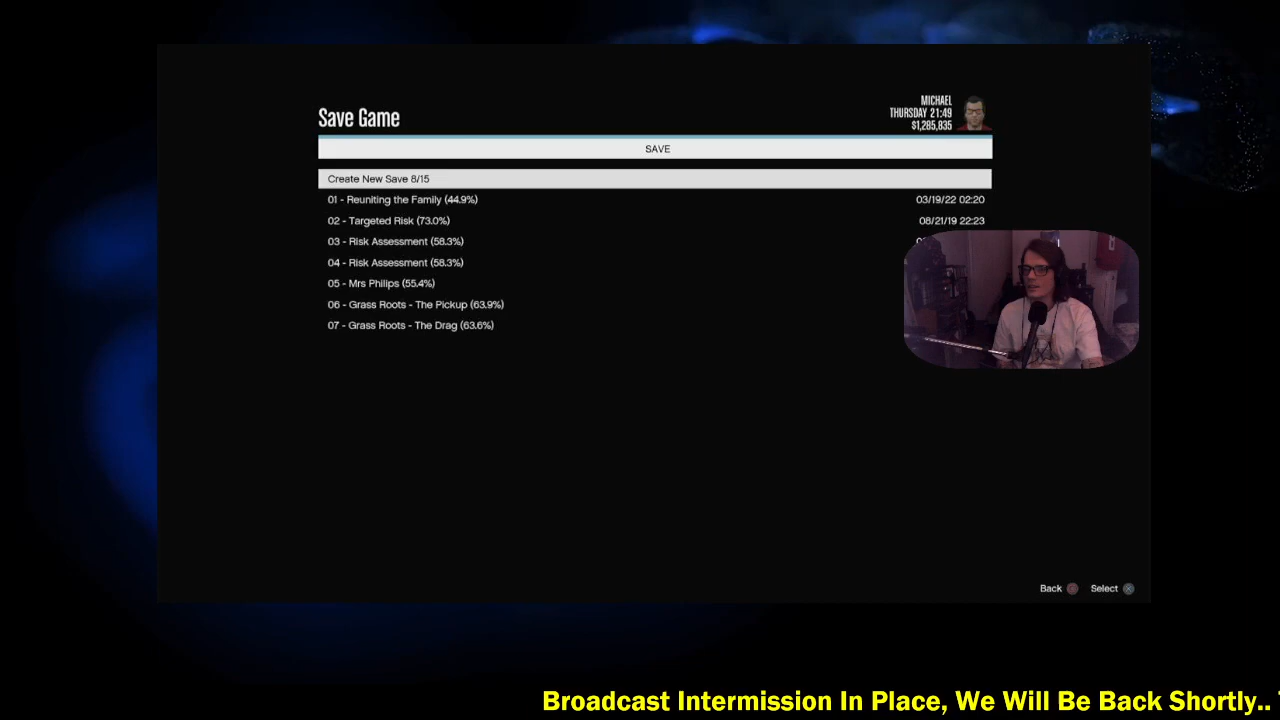 Save Game
MICHAEL
THURSDAY 21:49
$1,285,835
SAVE
Create New Save 8/15
01 - Reuniting the Family (44.9%) 03/19/22 02:20
02 - Targeted Risk (73.0%) 08/21/19 22:23
03 - Risk Assessment (58.3%)
04 - Risk Assessment (58.3%)
05 - Mrs Philips (55.4%)
06 - Grass Roots - The Pickup (63.9%)
07 - Grass Roots - The Drag (63.6%)
Back Select
Broadcast Intermission In Place, We Will Be Back Shortly..